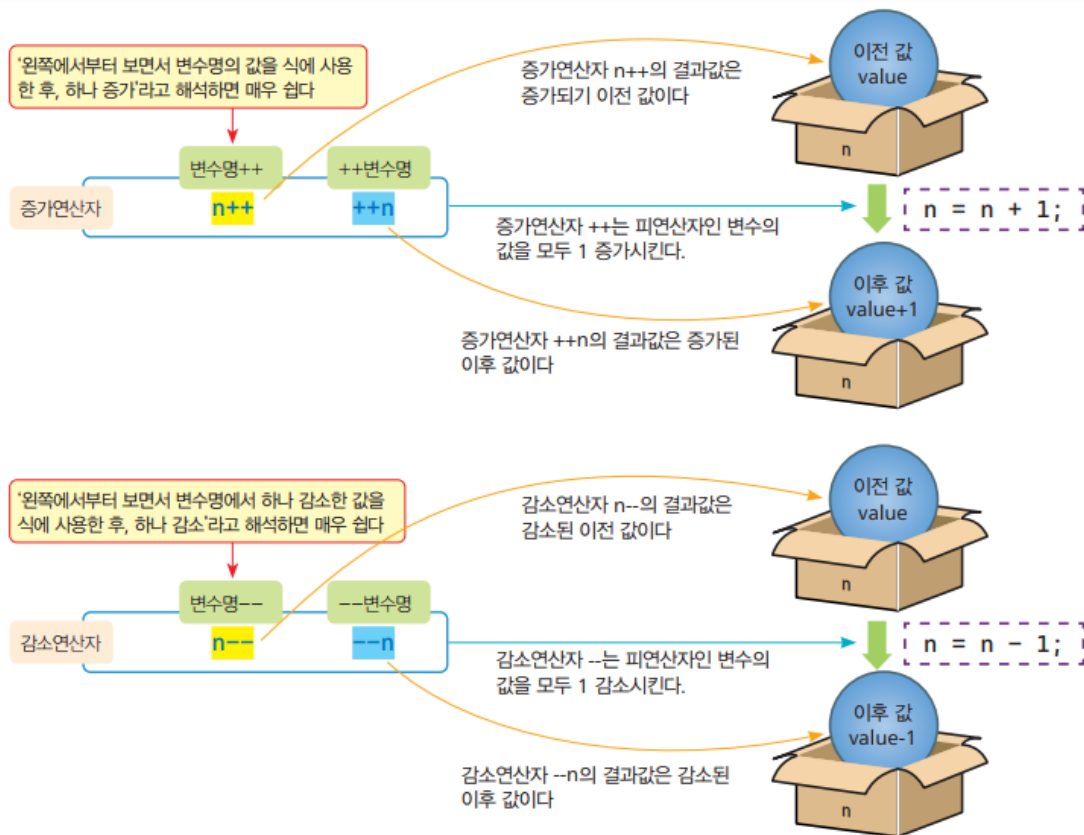 '왼쪽에서부터 보면서 변수명의 값을 식에 사용
한 후, 하나 증가'라고 해석하면 매우 쉽다
증가연산자 n++의 결과값은
증가되기 이전 값이다
이전 값
value
n
변수명++
++변수명
증가연산자
n++
++n
증가연산자 ++는 피연산자인 변수의
값을 모두 1 증가시킨다.
n = n + 1;
이후 값
value+1
n
증가연산자 ++n의 결과값은 증가된
이후 값이다
'왼쪽에서부터 보면서 변수명에서 하나 감소한 값을
식에 사용한 후, 하나 감소'라고 해석하면 매우 쉽다
감소연산자 n--의 결과값은
감소된 이전 값이다
이전 값
value
n
변수명--
--변수명
감소연산자
n--
--n
감소연산자 --는 피연산자인 변수의
값을 모두 1 감소시킨다.
n = n - 1;
이후 값
value-1
n
감소연산자 --n의 결과값은 감소된
이후 값이다